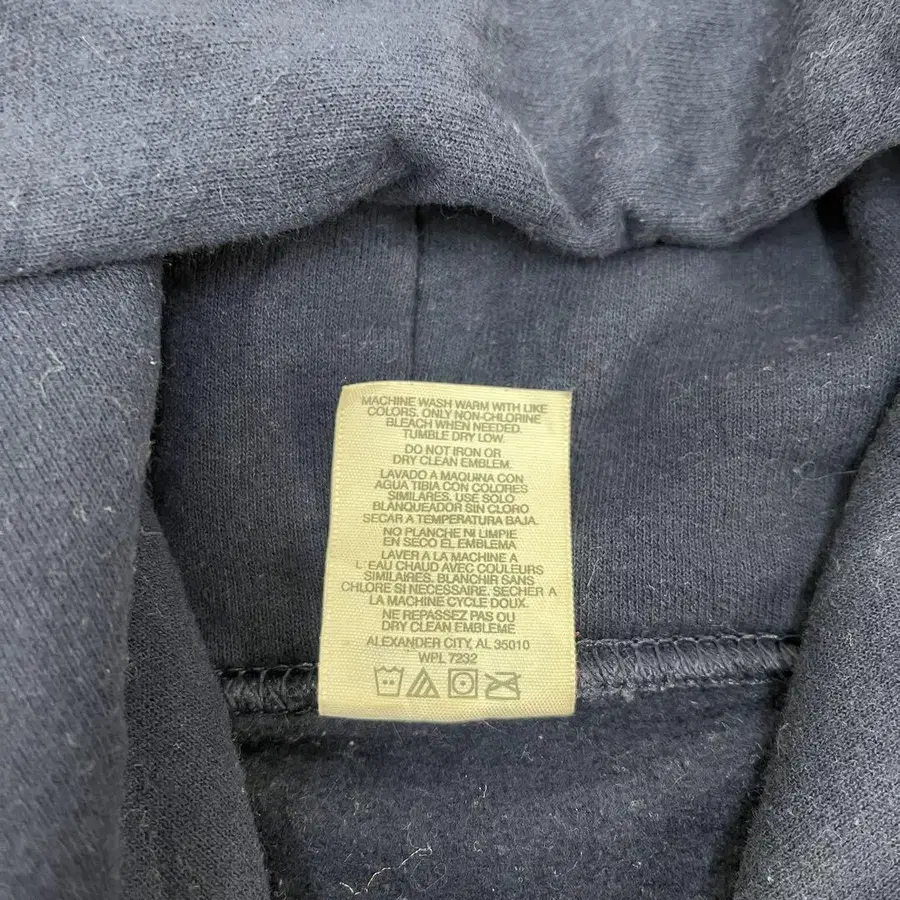 MACHINE WASH WARM WITH LIKE
COLORS. ONLY NON-CHLORINE
BLEACH WHEN NEEDED.
TUMBLE DRY LOW.
DO NOT IRON OR
DRY CLEAN EMBLEM.
LAVADO A MAQUINA CON
AGUA TIBIA CON COLORES
SIMILARES. USE SOLO
BLANQUEADOR SIN CLORO
SECAR A TEMPERATURA BAJA.
NO PLANCHE NI LIMPIE
EN SECO EL EMBLEMA
LAVER A LA MACHINE A
L'EAU CHAUD AVEC COULEURS
SIMILAIRES. BLANCHIR SANS
CHLORE SI NECESSAIRE. SECHER A
LA MACHINE CYCLE DOUX.
NE REPASSEZ PAS OU
DRY CLEAN EMBLEME
ALEXANDER CITY, AL 35010
WPL 7232